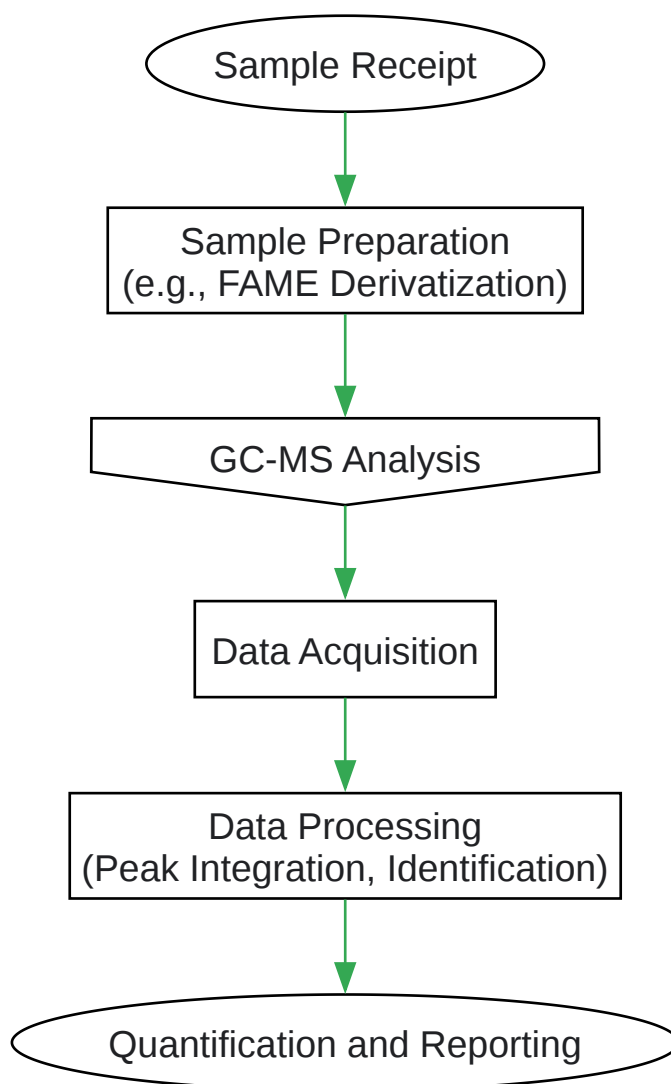 Sample Receipt
Sample Preparation
(e.g., FAME Derivatization)
GC-MS Analysis
Data Acquisition
Data Processing
(Peak Integration, Identification)
Quantification and Reporting